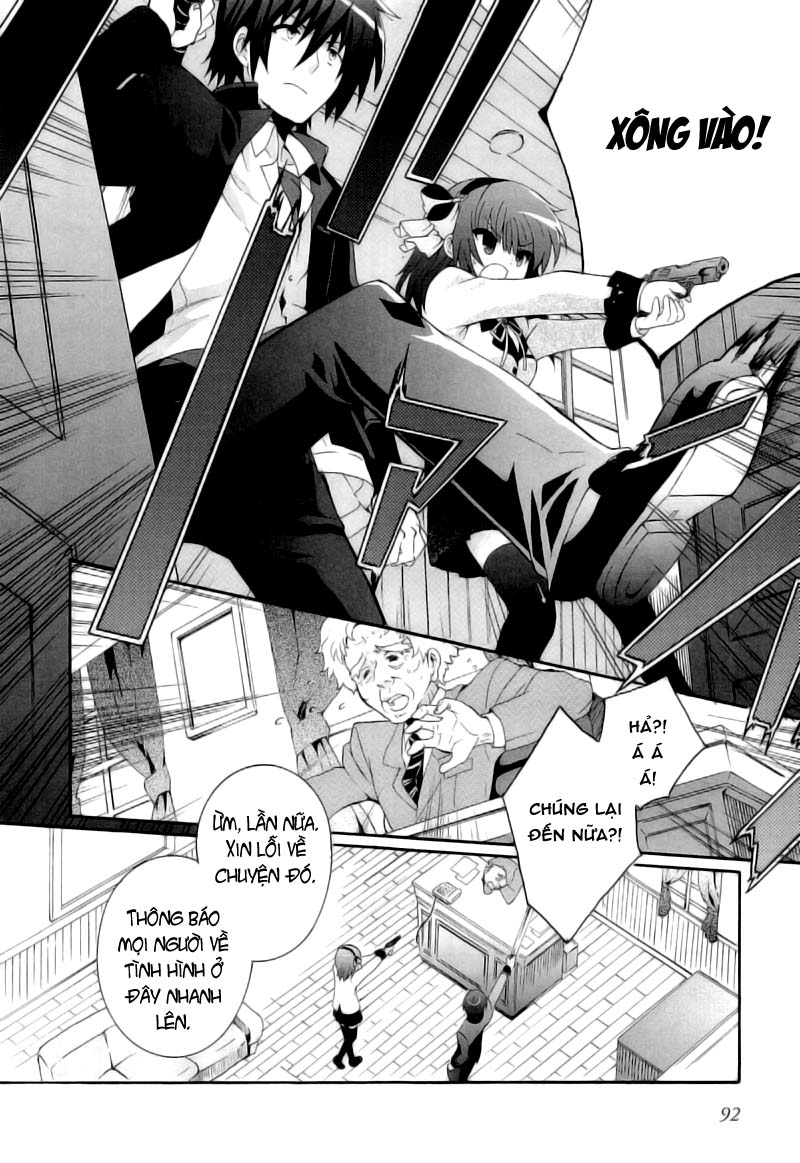 XÔNG VÀO!
HẢ?!
Á Á
Á!
CHÚNG LẠI
ĐẾN NỮA?!
ỪM, LẦN NỮA.
XIN LỖI VỀ
CHUYỆN ĐÓ.
THÔNG BÁO
MỌI NGƯỜI VỀ
TÌNH HÌNH Ở
ĐÂY NHANH
LÊN.
92